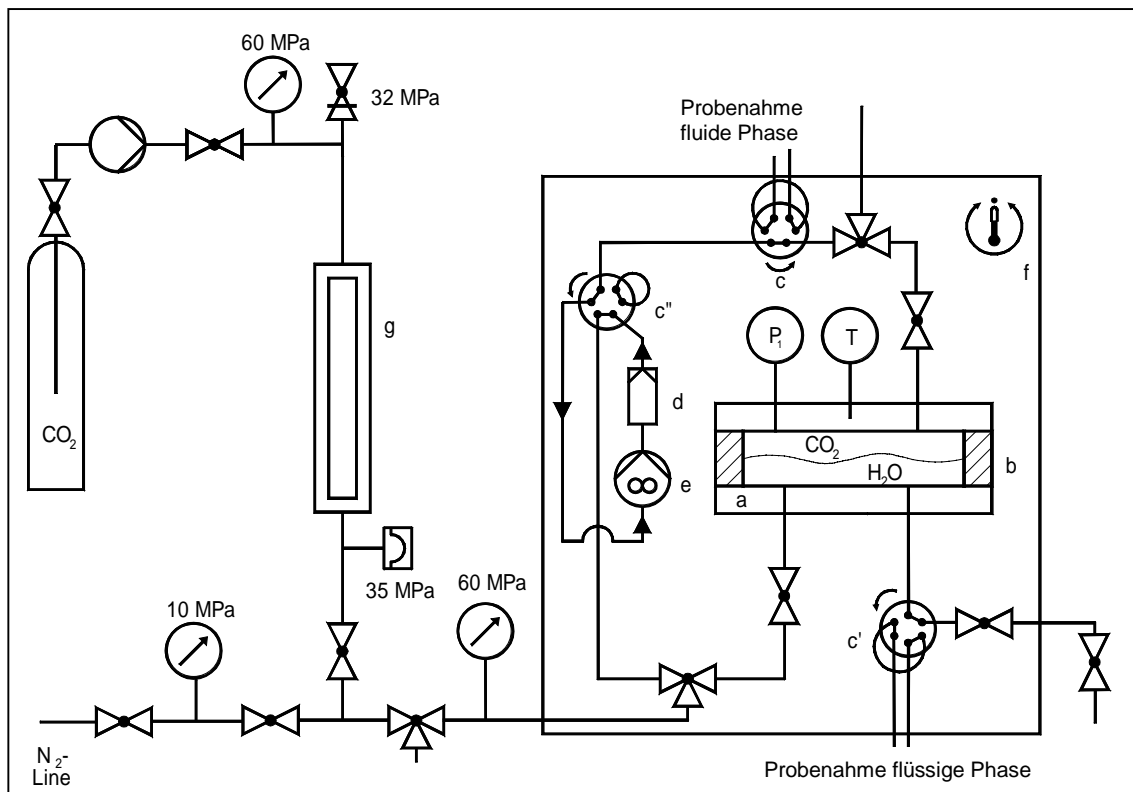 60 MPa
32 MPa
Probenahme
fluide Phase
c
f
c"
g
P1
T
d
CO2
CO2
H2O
b
e
a
35 MPa
60 MPa
10 MPa
c'
N2-
Line
Probenahme flüssige Phase